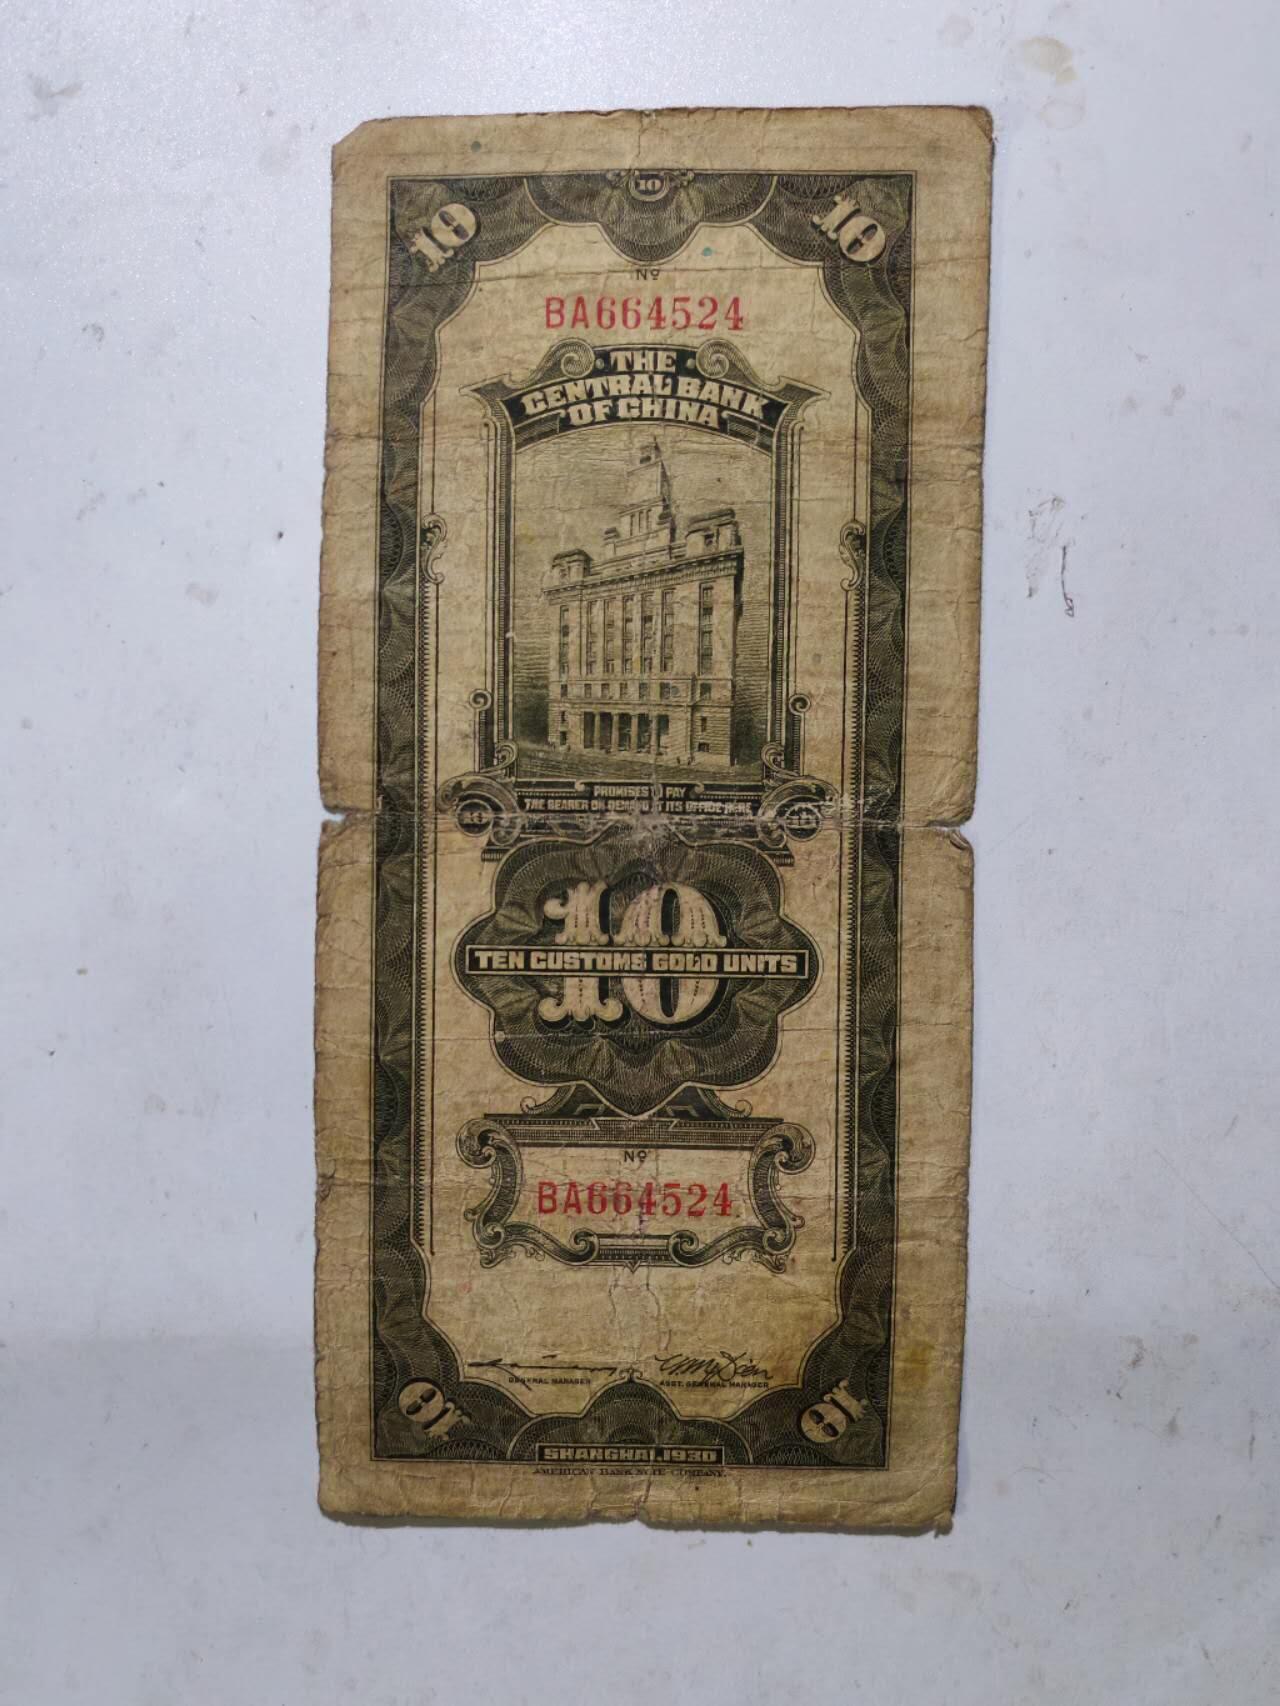 10
10 10
Nº
BA664524
THE
CENTRAL BANK
OF CHINA
PROMISES TO PAY
THE BEARER ON DEMAND AT ITS OFFICE HERE
10 10
10
TEN CUSTOMS GOLD UNITS
Nº
BA664524
GENERAL MANAGER ASST. GENERAL MANAGER
10 10
SHANGHAI, 1930
AMERICAN BANK NOTE COMPANY.